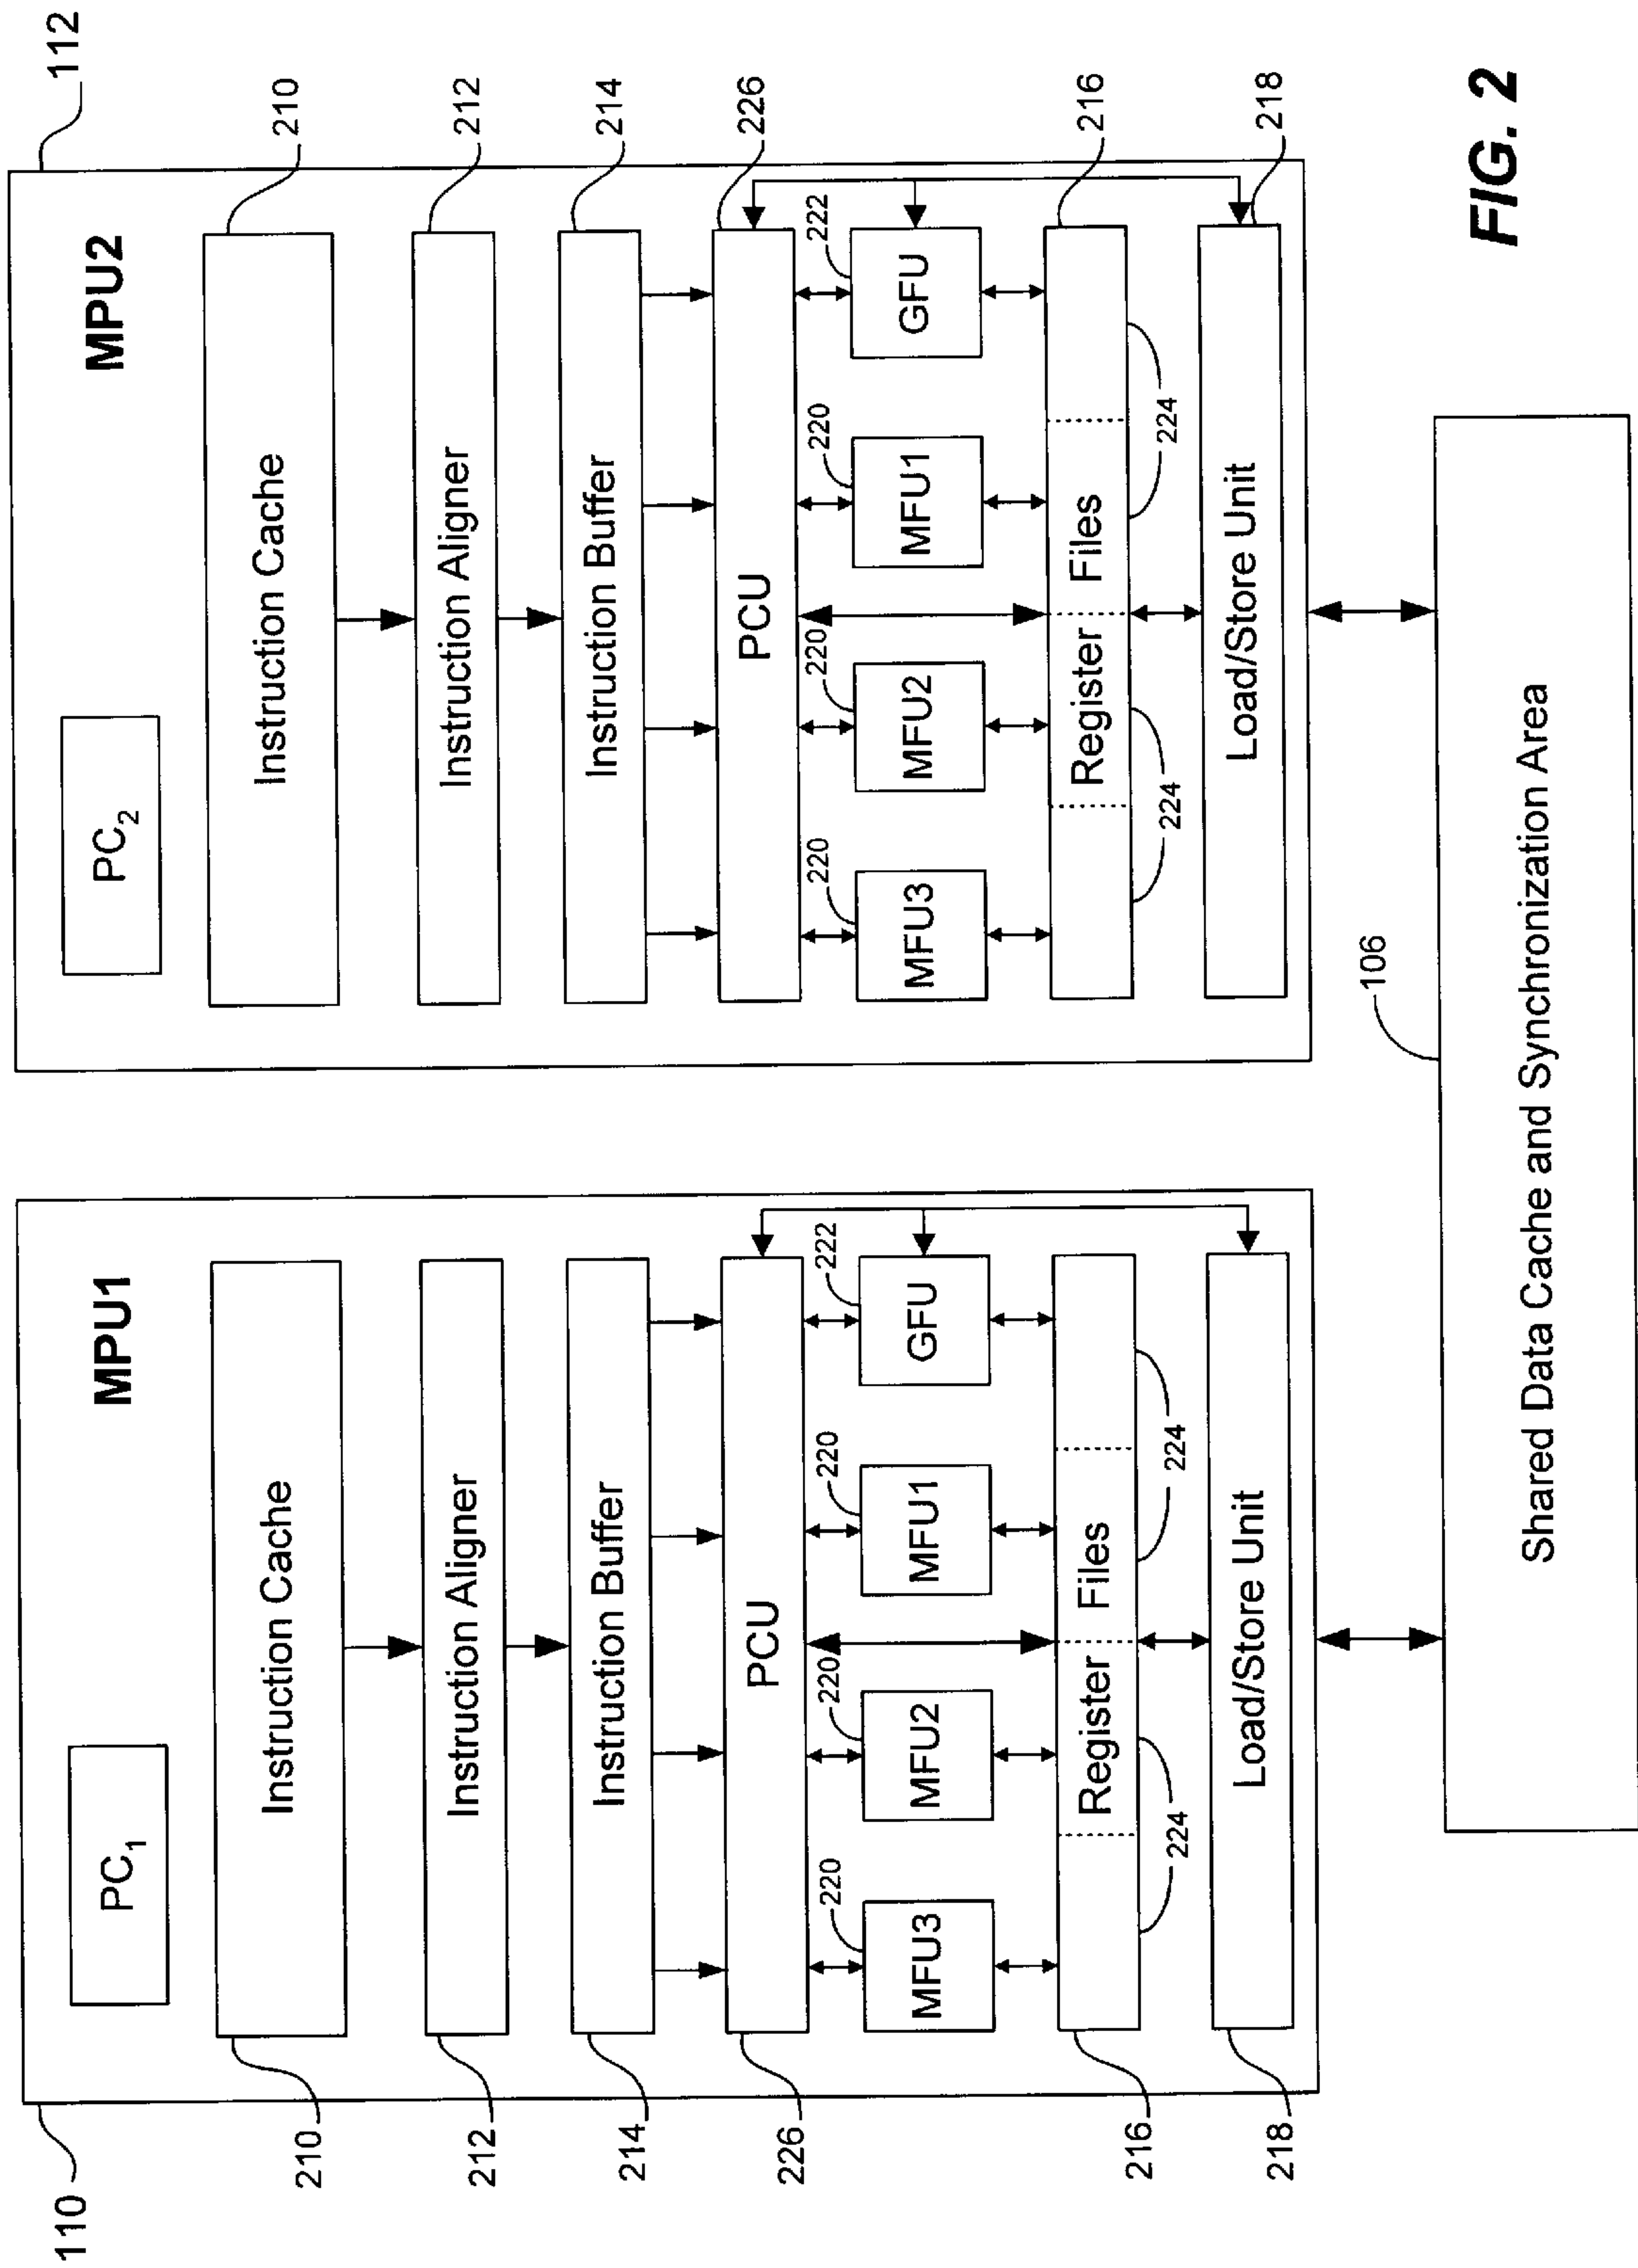 110
MPU1
PC1
Instruction Cache
210
Instruction Aligner
212
Instruction Buffer
214
PCU
226
220
220
220
222
MFU3
MFU2
MFU1
GFU
Register Files
216
224
224
Load/Store Unit
218
112
MPU2
PC2
Instruction Cache
210
Instruction Aligner
212
Instruction Buffer
214
PCU
226
220
220
220
222
MFU3
MFU2
MFU1
GFU
Register Files
216
224
224
Load/Store Unit
218
106
Shared Data Cache and Synchronization Area
FIG. 2